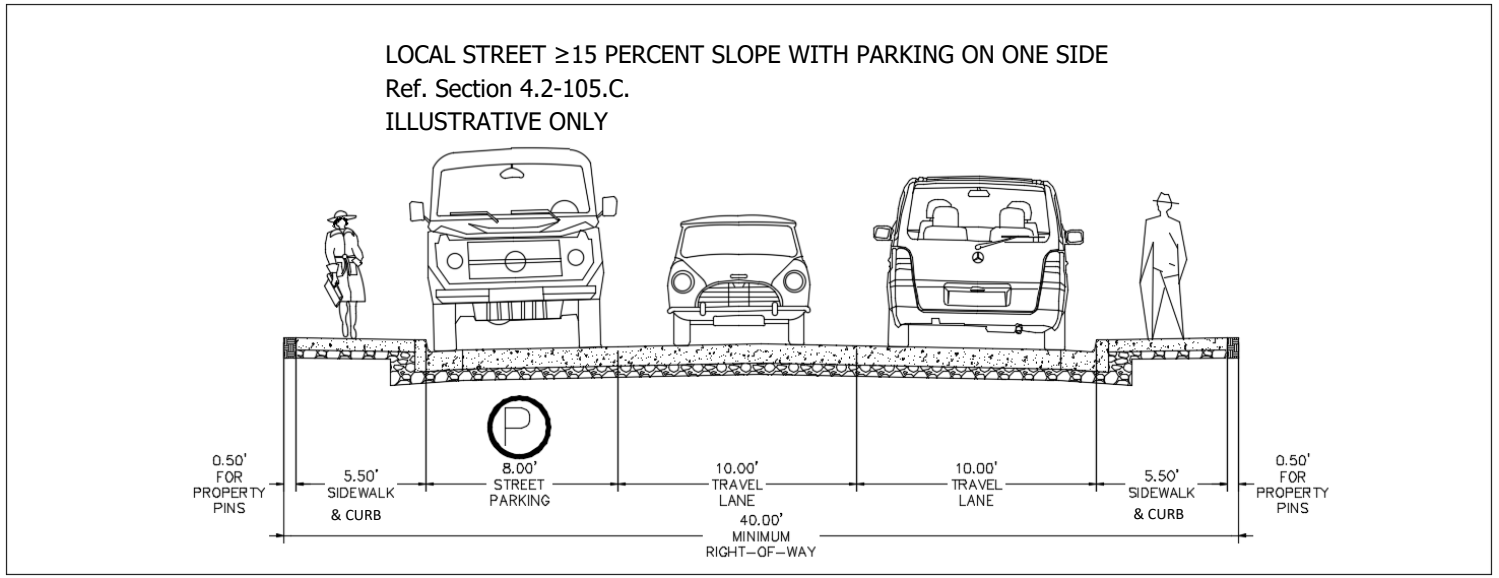 LOCAL STREET ≥15 PERCENT SLOPE WITH PARKING ON ONE SIDE
Ref. Section 4.2-105.C.
ILLUSTRATIVE ONLY
P
0.50'
FOR
PROPERTY
PINS
5.50'
SIDEWALK
& CURB
8.00'
STREET
PARKING
10.00'
TRAVEL
LANE
10.00'
TRAVEL
LANE
5.50'
SIDEWALK
& CURB
0.50'
FOR
PROPERTY
PINS
40.00'
MINIMUM
RIGHT-OF-WAY